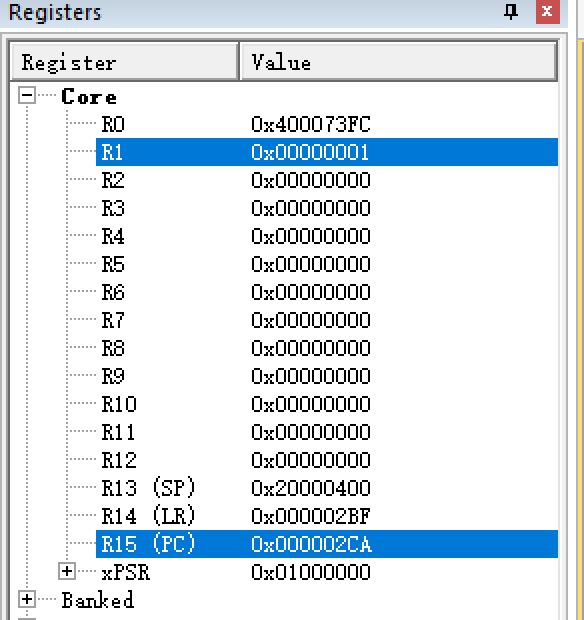 Registers
Register Value
Core
R0 0x400073FC
R1 0x00000001
R2 0x00000000
R3 0x00000000
R4 0x00000000
R5 0x00000000
R6 0x00000000
R7 0x00000000
R8 0x00000000
R9 0x00000000
R10 0x00000000
R11 0x00000000
R12 0x00000000
R13 (SP) 0x20000400
R14 (LR) 0x000002BF
R15 (PC) 0x000002CA
xPSR 0x01000000
Banked